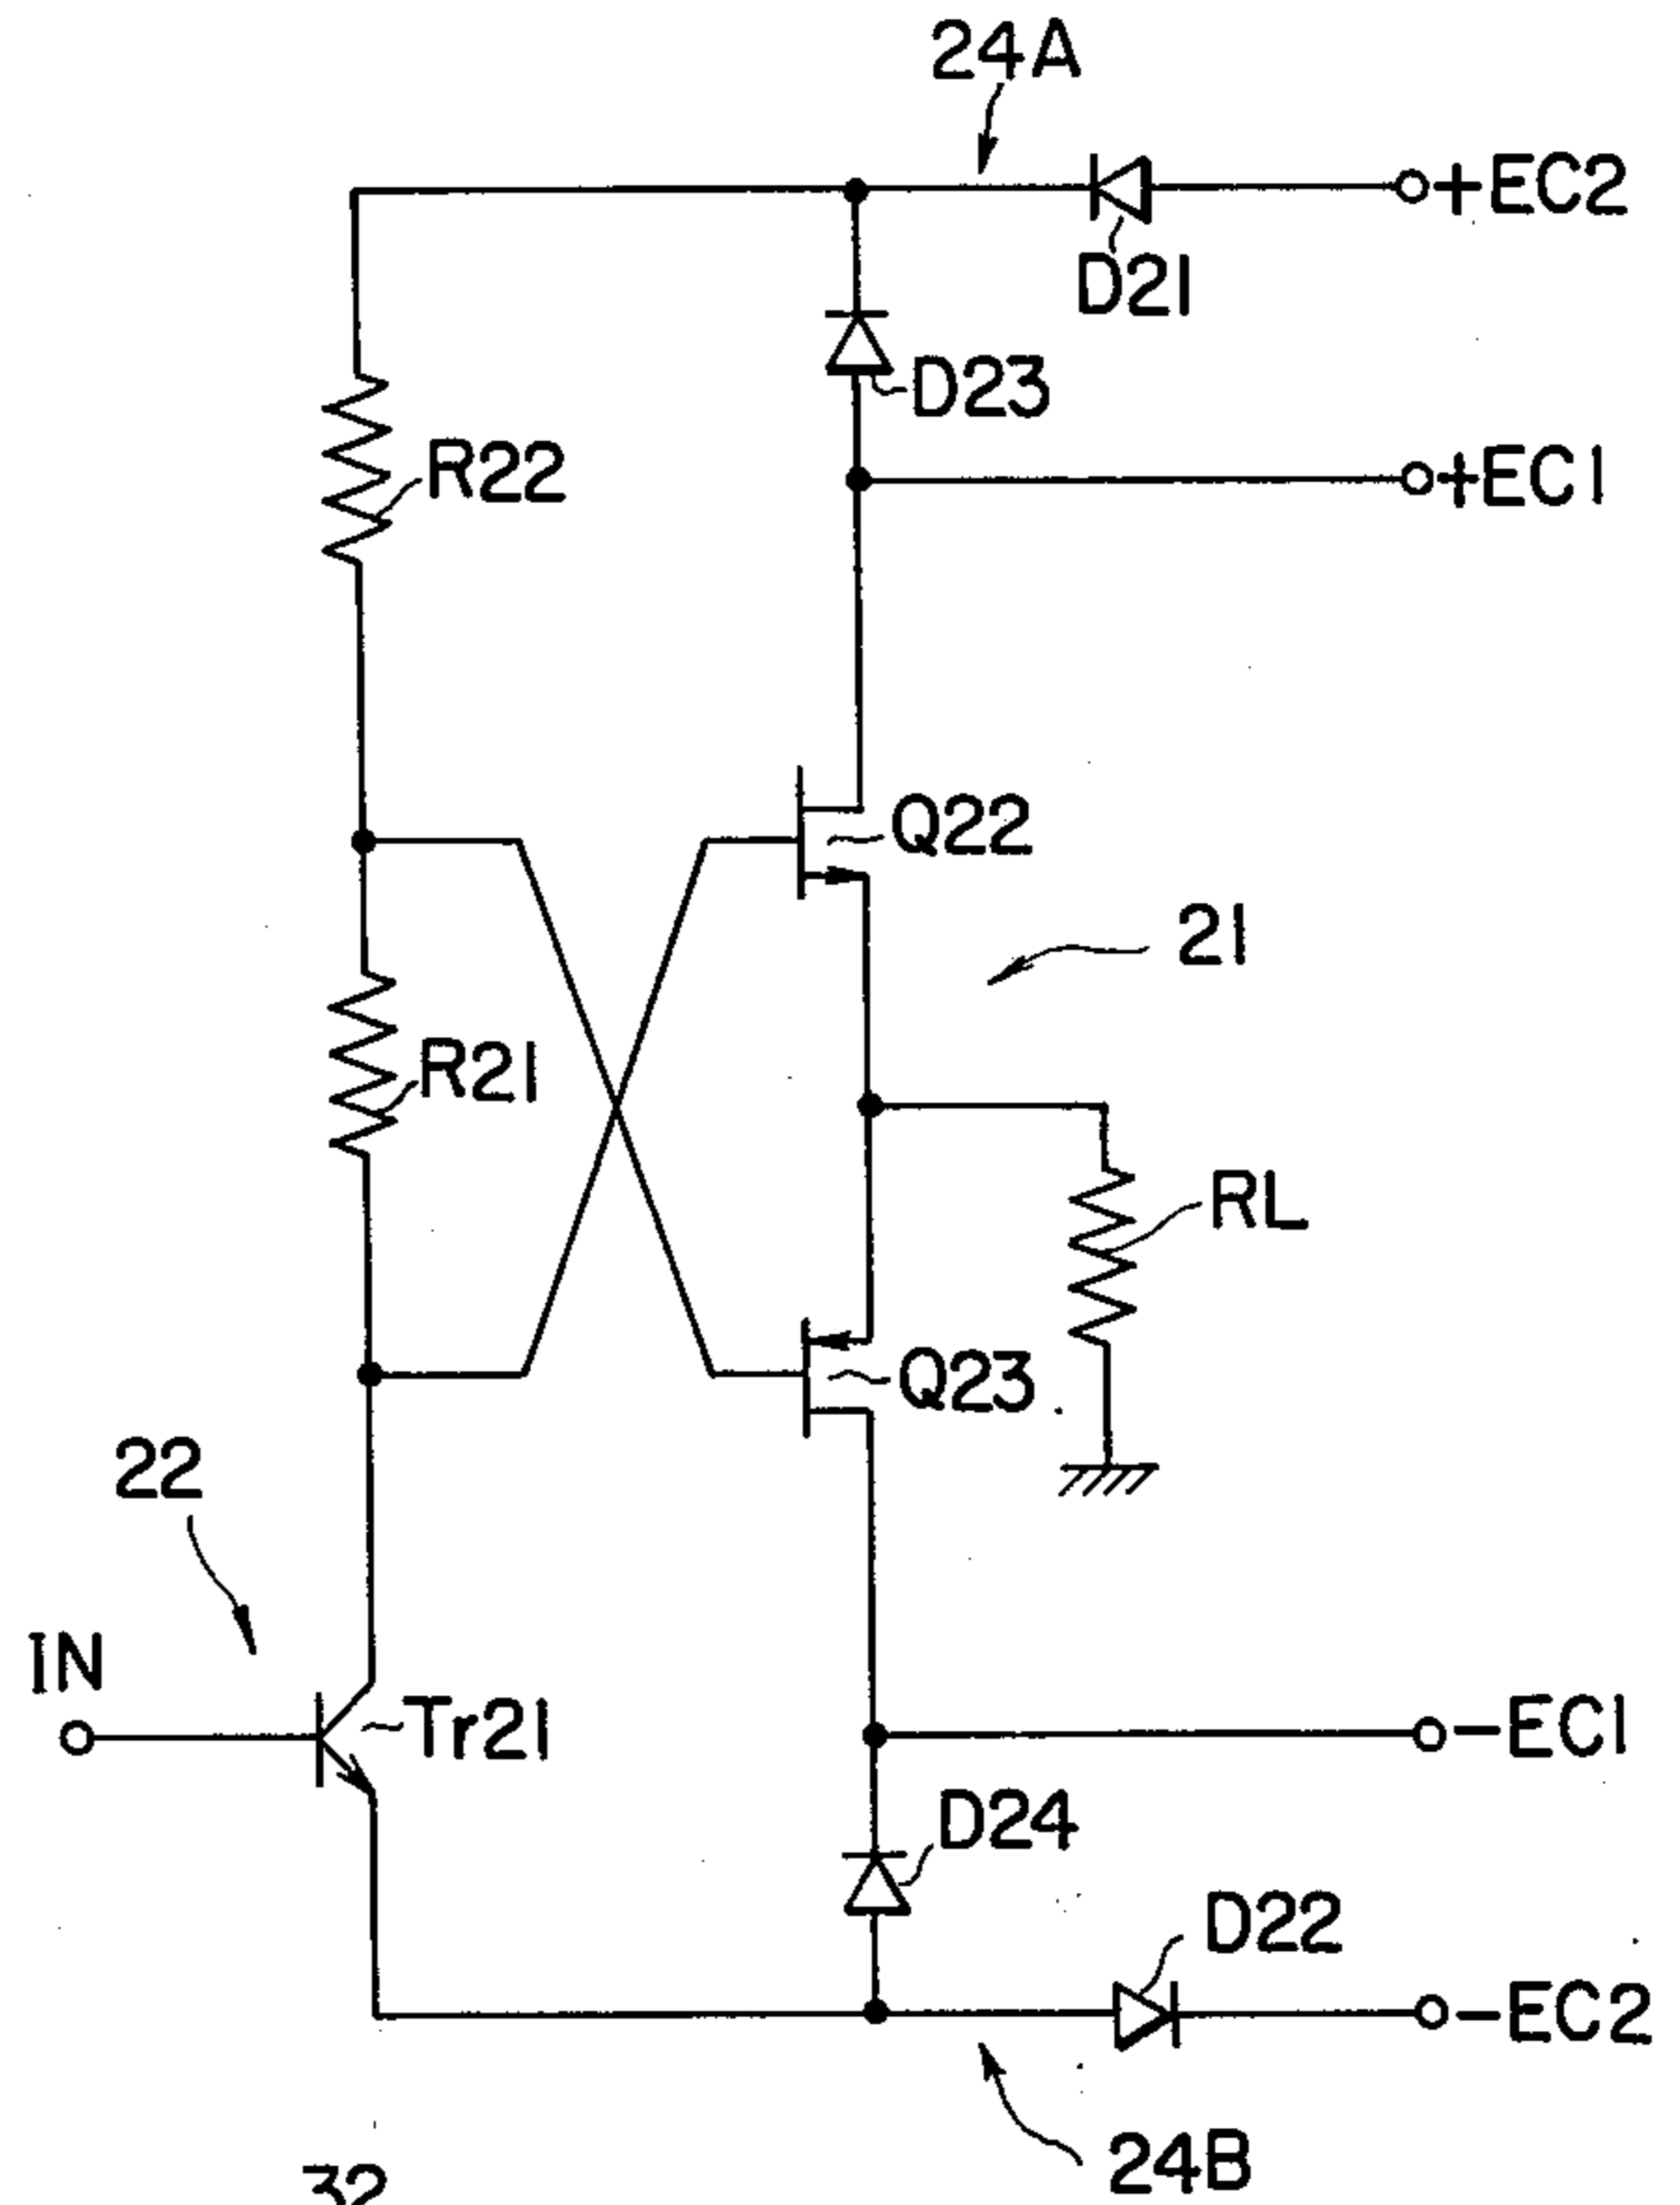 24A
+EC2
D21
D23
R22
+EC1
Q22
21
R21
RL
Q23
22
IN
Tr21
-EC1
D24
D22
-EC2
24B
32